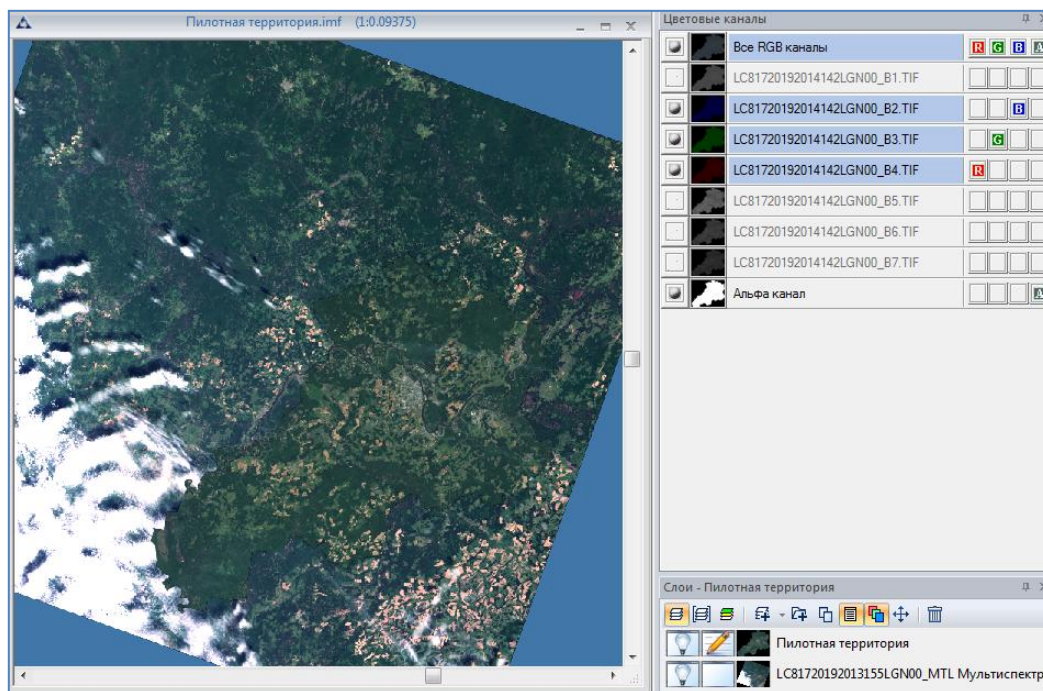 Пилотная территория.imf (1:0.09375)
Цветовые каналы
Все RGB каналы R G B A
LC81720192014142LGN00_B1.TIF
LC81720192014142LGN00_B2.TIF B
LC81720192014142LGN00_B3.TIF G
LC81720192014142LGN00_B4.TIF R
LC81720192014142LGN00_B5.TIF
LC81720192014142LGN00_B6.TIF
LC81720192014142LGN00_B7.TIF
Альфа канал A
Слои - Пилотная территория
Пилотная территория
LC81720192013155LGN00_MTL Мультиспектр